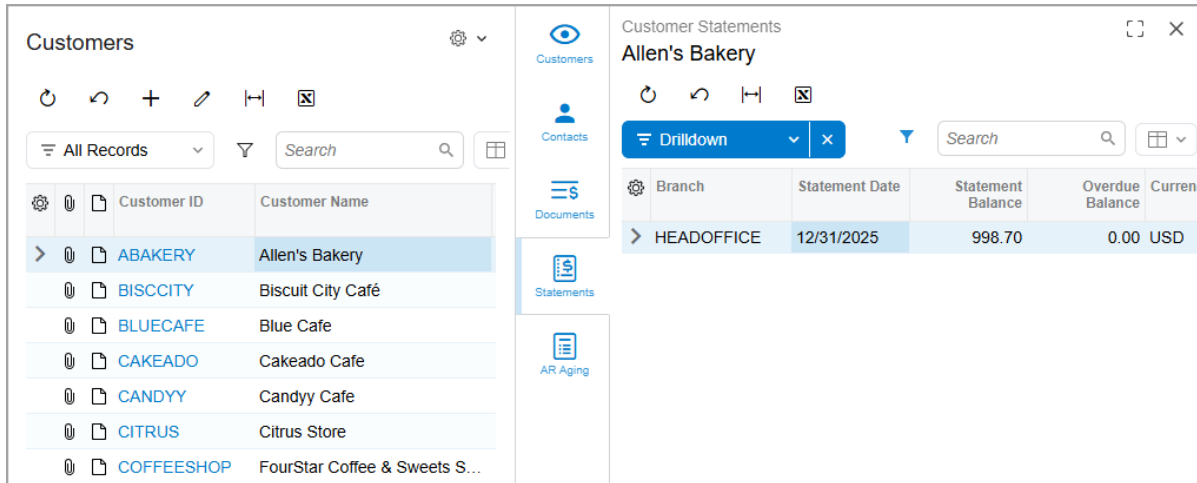 Customers
All Records
Search
Customer ID Customer Name
ABAKERY Allen's Bakery
BISCCITY Biscuit City Café
BLUECAFE Blue Cafe
CAKEADO Cakeado Cafe
CANDYY Candyy Cafe
CITRUS Citrus Store
COFFEESHOP FourStar Coffee & Sweets S...
Customers
Contacts
Documents
Statements
AR Aging
Customer Statements
Allen's Bakery
Drilldown
Search
Branch Statement Date Statement Balance Overdue Balance Curren
HEADOFFICE 12/31/2025 998.70 0.00 USD